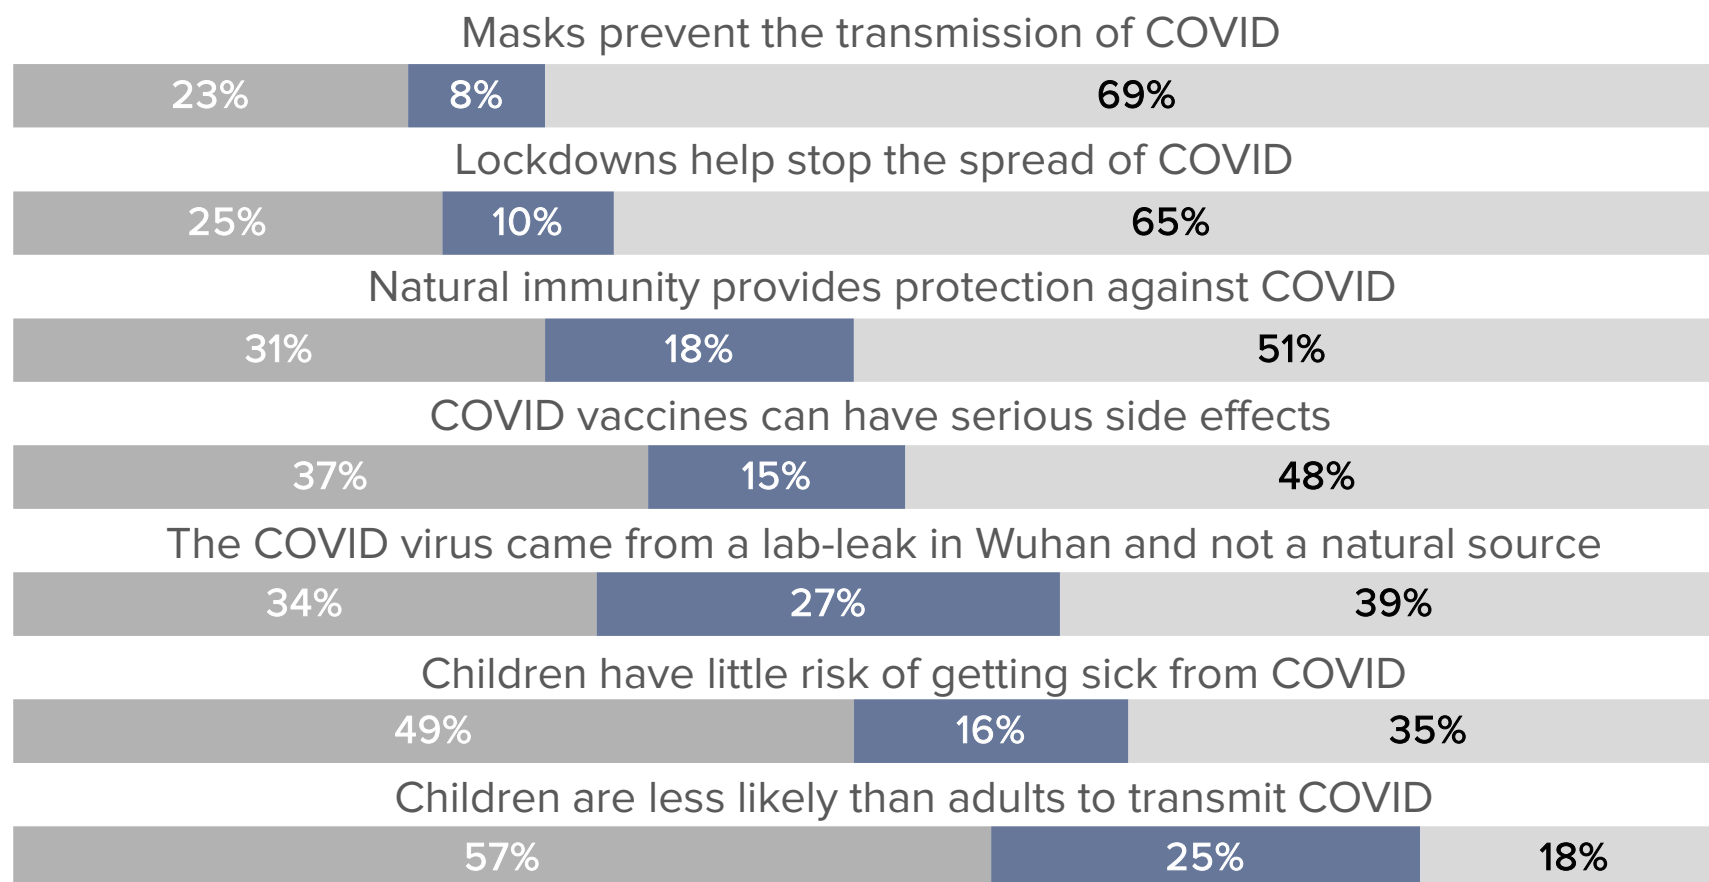 Masks prevent the transmission of COVID
23% 8% 69%
Lockdowns help stop the spread of COVID
25% 10% 65%
Natural immunity provides protection against COVID
31% 18% 51%
COVID vaccines can have serious side effects
37% 15% 48%
The COVID virus came from a lab-leak in Wuhan and not a natural source
34% 27% 39%
Children have little risk of getting sick from COVID
49% 16% 35%
Children are less likely than adults to transmit COVID
57% 25% 18%